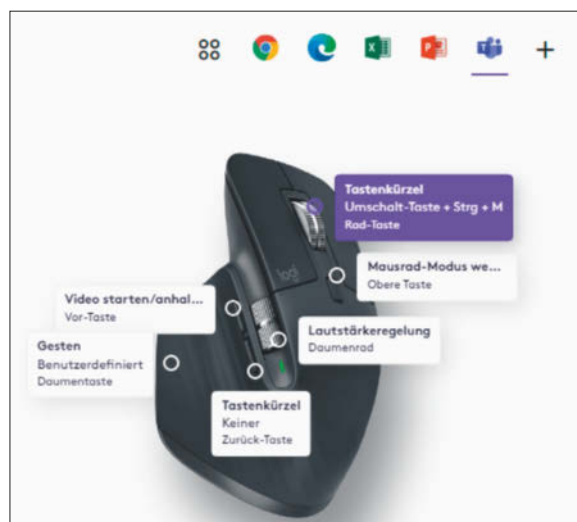 Tastenkürzel
Umschalt-Taste + Strg + M
Rad-Taste
Mausrad-Modus we...
Obere Taste
Video starten/anhal...
Vor-Taste
Lautstärkeregelung
Daumenrad
Gesten
Benutzerdefiniert
Daumentaste
Tastenkürzel
Keiner
Zurück-Taste
logi